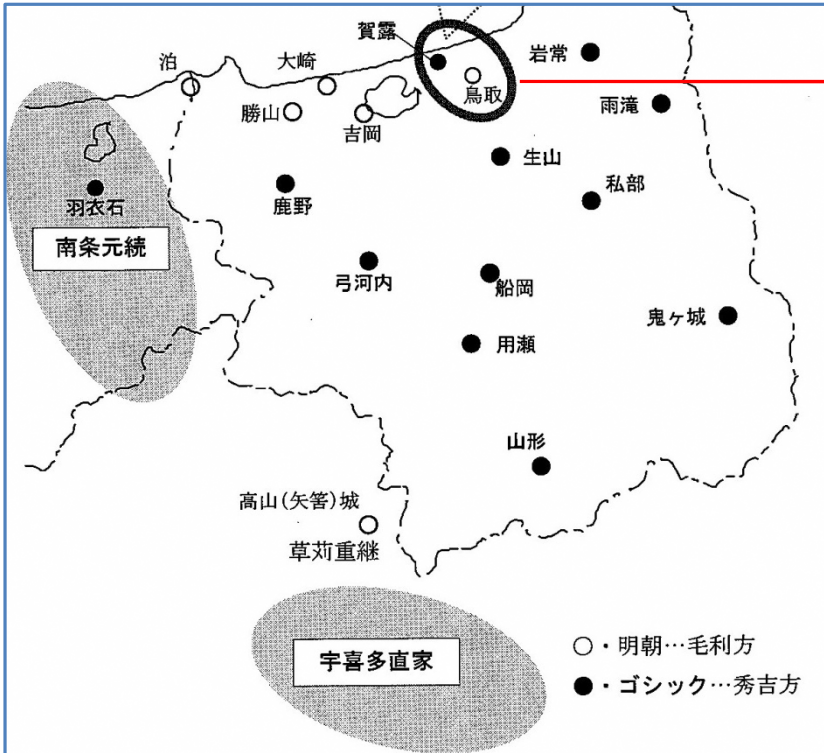 賀露
岩常
泊
大崎
鳥取
雨滝
勝山
吉岡
生山
私部
鹿野
羽衣石
南条元続
弓河内
船岡
鬼ヶ城
用瀬
山形
高山(矢筈)城
草苅重継
宇喜多直家
○・明朝…毛利方
●・ゴシック…秀吉方